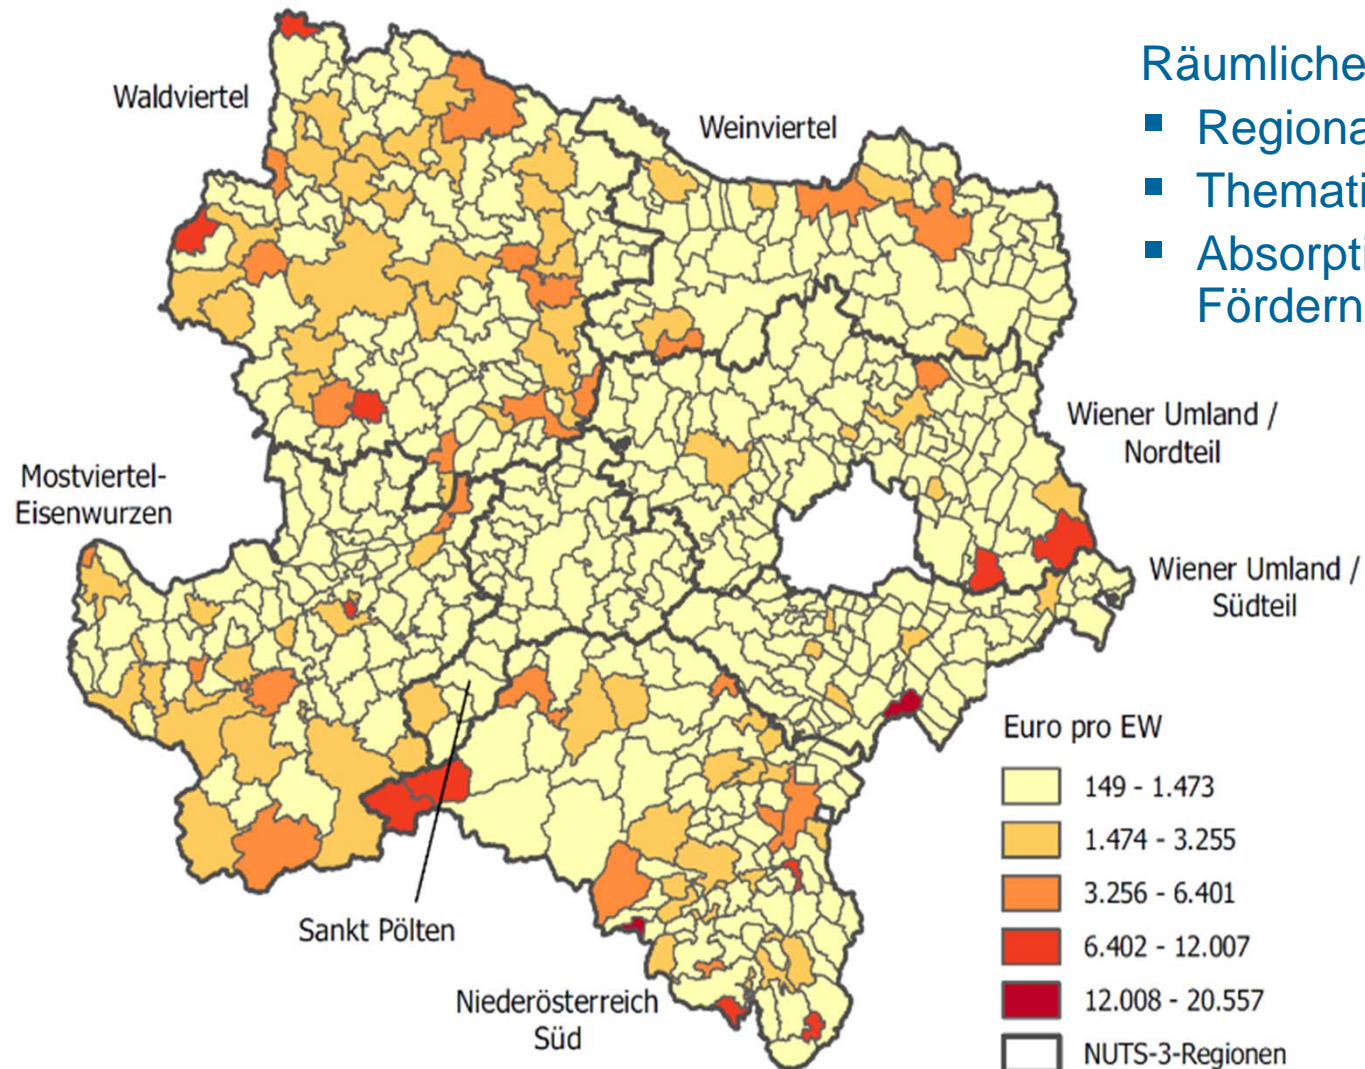 Räumliche
Regiona
Themati
Absorpti
Fördern
Waldviertel
Weinviertel
Wiener Umland /
Nordteil
Mostviertel-
Eisenwurzen
Wiener Umland /
Südteil
Sankt Pölten
Niederösterreich
Süd
Euro pro EW
149 - 1.473
1.474 - 3.255
3.256 - 6.401
6.402 - 12.007
12.008 - 20.557
NUTS-3-Regionen